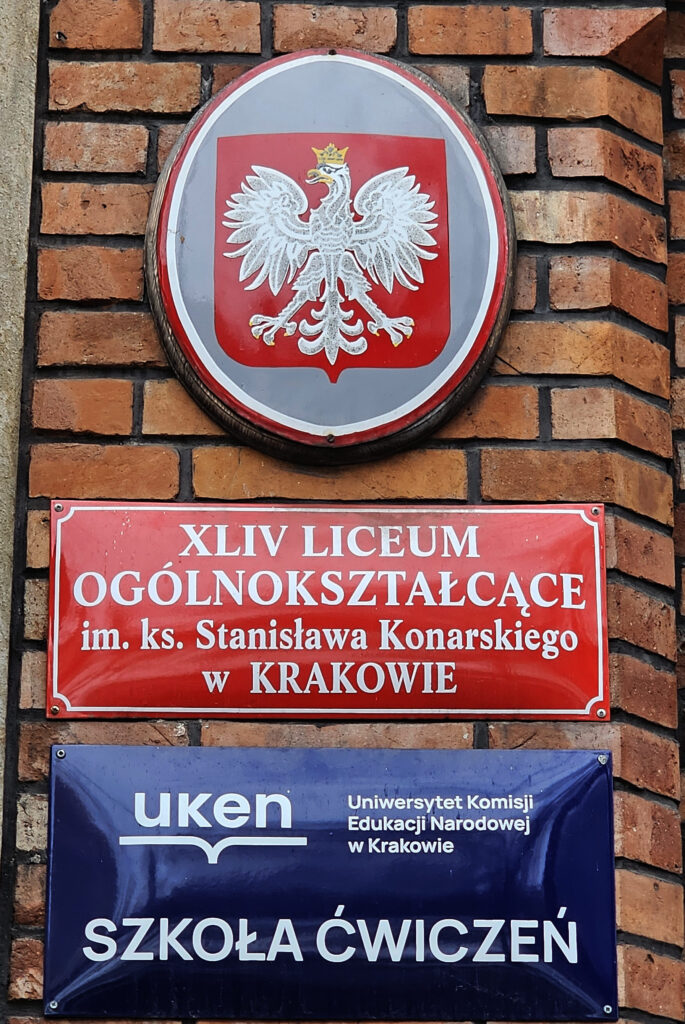 XLIV LICEUM
OGÓLNOKSZTAŁCĄCE
im. ks. Stanisława Konarskiego
w KRAKOWIE
uken
Uniwersytet Komisji
Edukacji Narodowej
w Krakowie
SZKOŁA ĆWICZEŃ